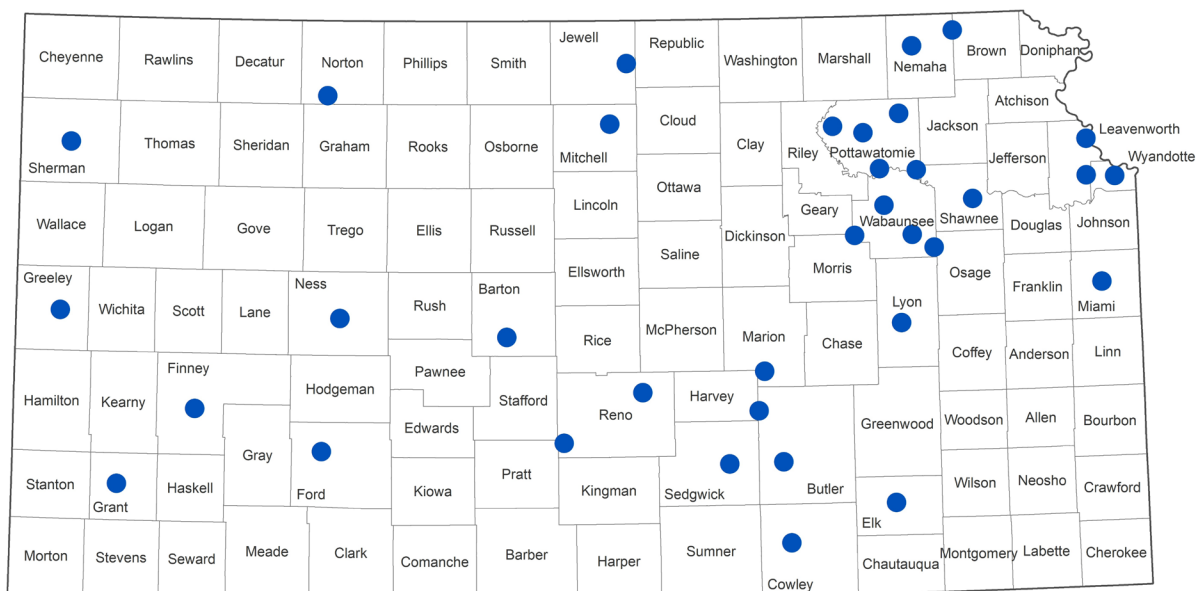 Cheyenne
Rawlins
Decatur
Norton
Phillips
Smith
Jewell
Republic
Washington
Marshall
Nemaha
Brown
Doniphan
Sherman
Thomas
Sheridan
Graham
Rooks
Osborne
Mitchell
Cloud
Clay
Riley
Pottawatomie
Jackson
Atchison
Jefferson
Leavenworth
Wyandotte
Ottawa
Lincoln
Wallace
Logan
Gove
Trego
Ellis
Russell
Geary
Wabaunsee
Shawnee
Douglas
Johnson
Dickinson
Saline
Ellsworth
Morris
Osage
Franklin
Miami
Greeley
Wichita
Scott
Lane
Ness
Rush
Barton
Rice
McPherson
Marion
Chase
Lyon
Coffey
Anderson
Linn
Hamilton
Kearny
Finney
Hodgeman
Pawnee
Stafford
Edwards
Reno
Harvey
Greenwood
Woodson
Allen
Bourbon
Stanton
Grant
Haskell
Gray
Ford
Kiowa
Pratt
Kingman
Sedgwick
Butler
Elk
Wilson
Neosho
Crawford
Morton
Stevens
Seward
Meade
Clark
Comanche
Barber
Harper
Sumner
Cowley
Chautauqua
Montgomery
Labette
Cherokee